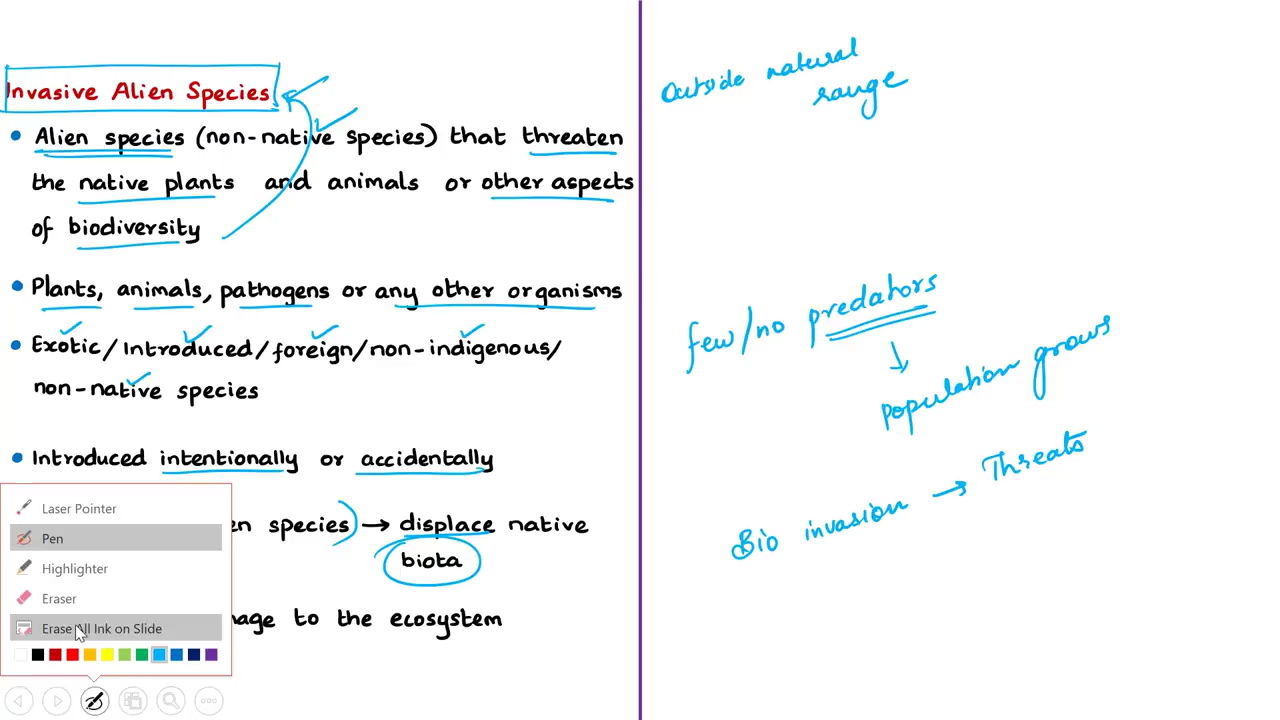 Invasive Alien Species
Alien species (non-native species) that threaten
the native plants and animals or other aspects
of biodiversity
Plants, animals, pathogens or any other organisms
Exotic/Introduced/foreign/non-indigenous/
non-native species
Introduced intentionally or accidentally
en species) → displace native
biota
mage to the ecosystem
Laser Pointer
Pen
Highlighter
Eraser
Erase All Ink on Slide
Outside natural
range
few/no predators
Population grows
Bio invasion → Threats